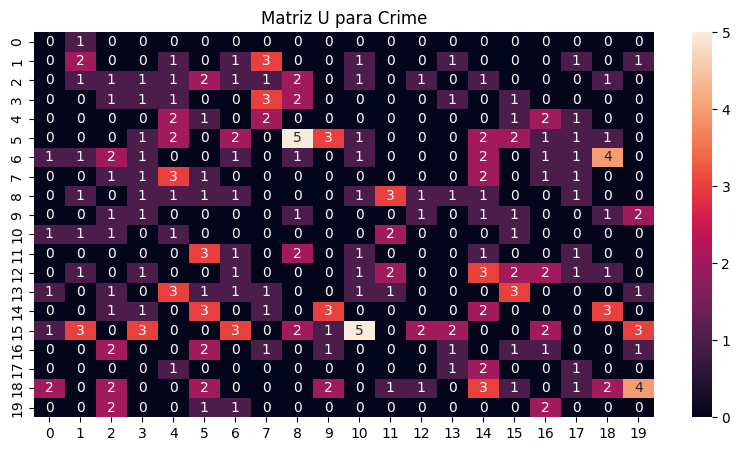 Matriz U para Crime
0 0 1 0 0 0 0 0 0 0 0 0 0 0 0 0 0 0 0 0 0
1 0 2 0 0 1 0 1 3 0 0 1 0 0 1 0 0 0 1 0 1
2 0 1 1 1 1 2 1 1 2 0 1 0 1 0 1 0 0 0 1 0
3 0 0 1 1 1 0 0 3 2 0 0 0 0 1 0 1 0 0 0 0
4 0 0 0 0 2 1 0 2 0 0 0 0 0 0 0 1 2 1 0 0
5 0 0 0 1 2 0 2 0 5 3 1 0 0 0 2 2 1 1 1 0
6 1 1 2 1 0 0 1 0 1 0 1 0 0 0 2 0 1 1 4 0
7 0 0 1 1 3 1 0 0 0 0 0 0 0 0 2 0 1 1 0 0
8 0 1 0 1 1 1 1 0 0 0 1 3 1 1 1 0 0 1 0 0
9 0 0 1 1 0 0 0 0 1 0 0 0 1 0 1 1 0 0 1 2
10 1 1 1 0 1 0 0 0 0 0 0 2 0 0 0 1 0 0 0 0
11 0 0 0 0 0 3 1 0 2 0 1 0 0 0 1 0 0 1 0 0
12 0 1 0 1 0 0 1 0 0 0 1 2 0 0 3 2 2 1 1 0
13 1 0 1 0 3 1 1 1 0 0 1 1 0 0 0 3 0 0 0 1
14 0 0 1 1 0 3 0 1 0 3 0 0 0 0 2 0 0 0 3 0
15 1 3 0 3 0 0 3 0 2 1 5 0 2 2 0 0 2 0 0 3
16 0 0 2 0 0 2 0 1 0 1 0 0 0 1 0 1 1 0 0 1
17 0 0 0 0 1 0 0 0 0 0 0 0 0 1 2 0 0 1 0 0
18 2 0 2 0 0 2 0 0 0 2 0 1 1 0 3 1 0 1 2 4
19 0 0 2 0 0 1 1 0 0 0 0 0 0 0 0 0 2 0 0 0
0 1 2 3 4 5 6 7 8 9 10 11 12 13 14 15 16 17 18 19
5
4
3
2
1
0